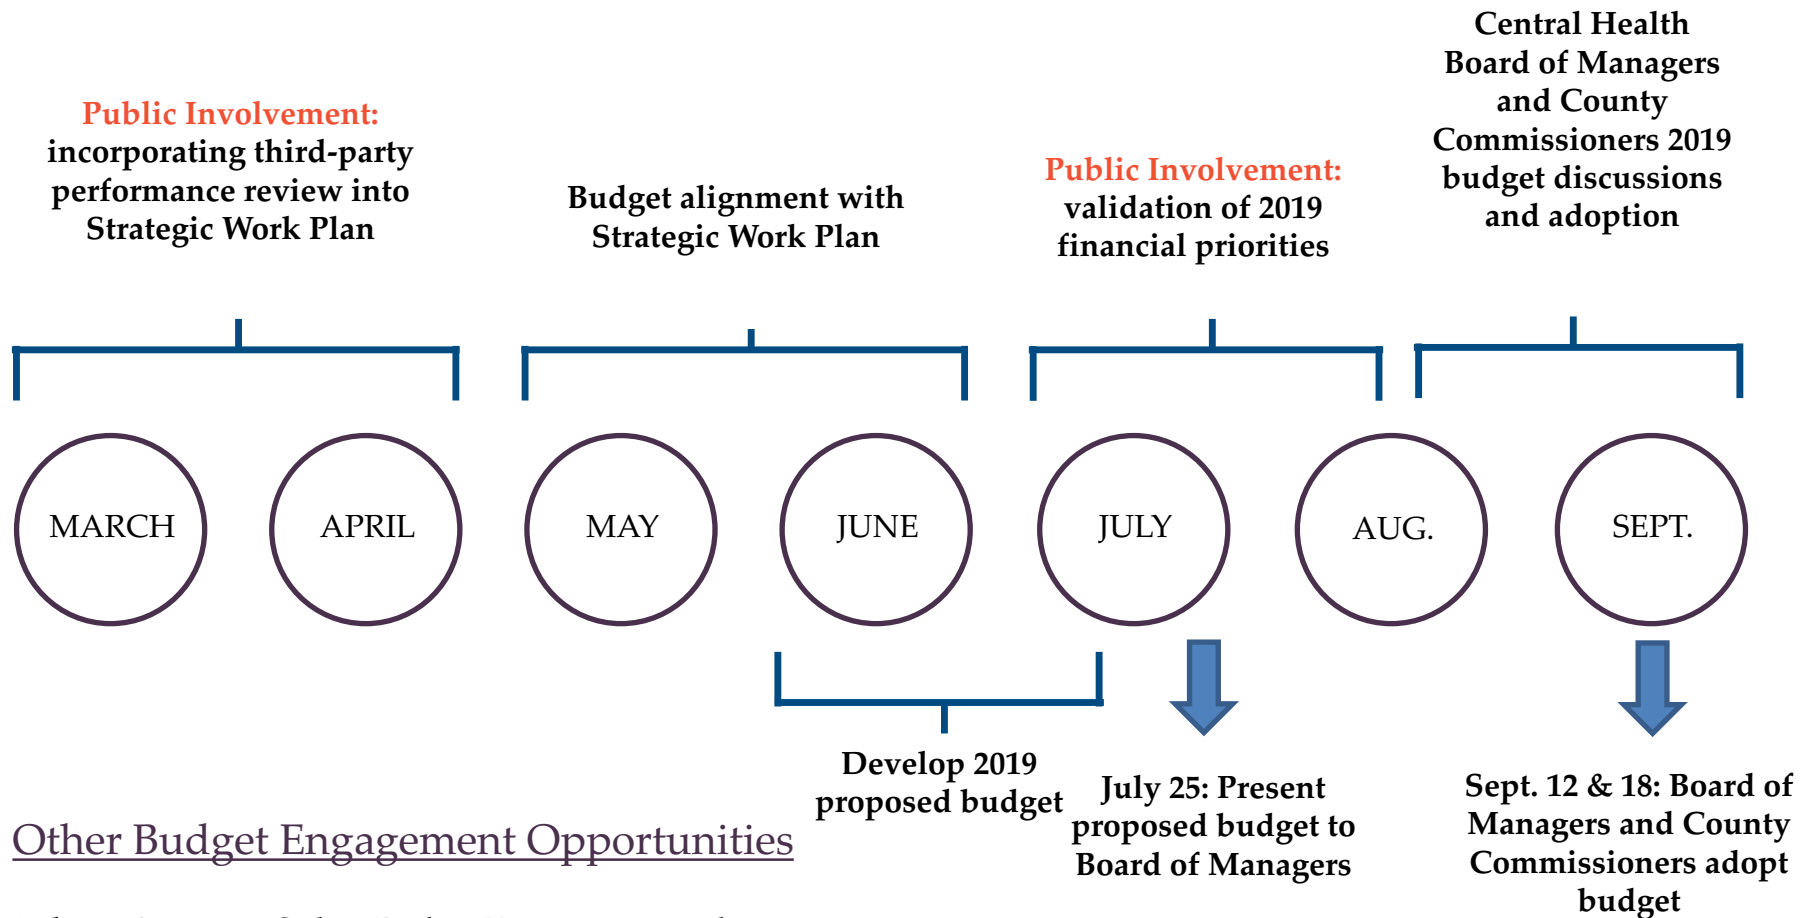 Public Involvement:
incorporating third-party
performance review into
Strategic Work Plan
Budget alignment with
Strategic Work Plan
Public Involvement:
validation of 2019
financial priorities
Central Health
Board of Managers
and County
Commissioners 2019
budget discussions
and adoption
MARCH
APRIL
MAY
JUNE
JULY
AUG.
SEPT.
Develop 2019
proposed budget
July 25: Present
proposed budget to
Board of Managers
Sept. 12 & 18: Board of
Managers and County
Commissioners adopt
budget
Other Budget Engagement Opportunities